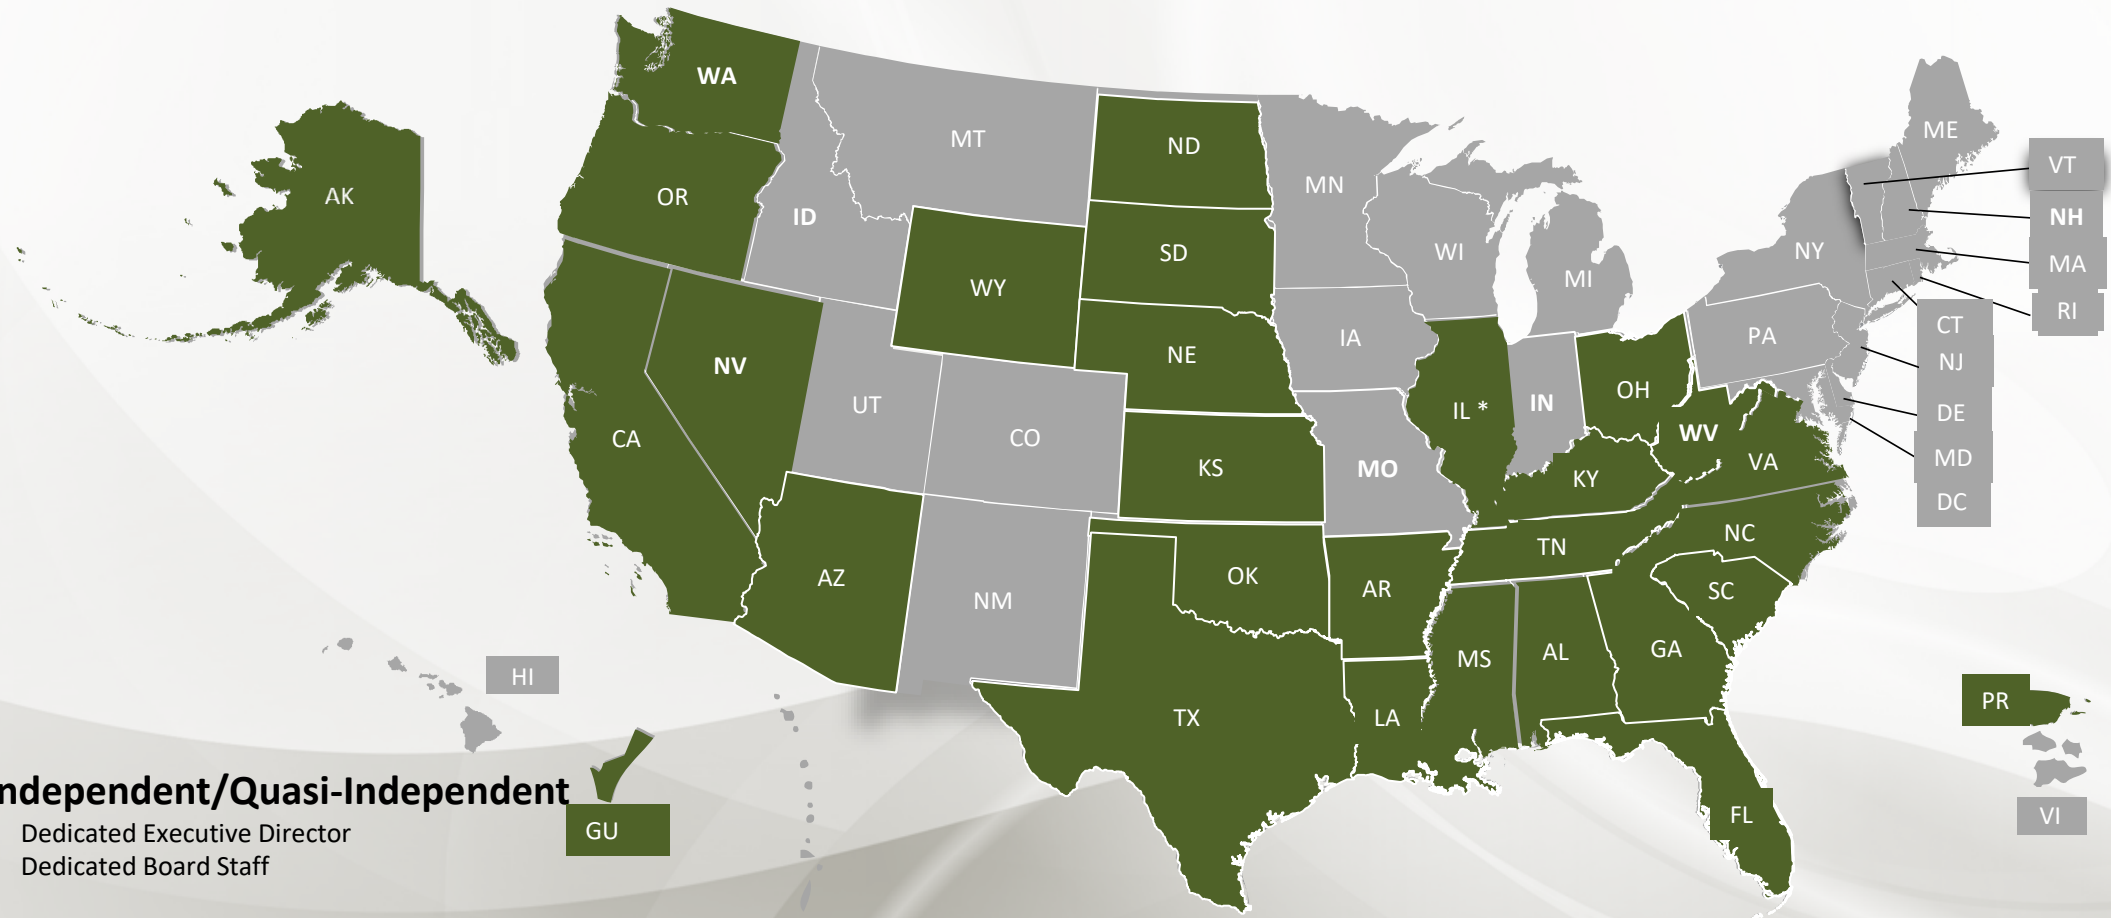 WA
MT
ND
ME
VT
AK
OR
ID
MN
NH
SD
WI
NY
MA
MI
WY
RI
CT
IA
PA
NE
NJ
NV
OH
UT
IL *
IN
DE
CA
CO
WV
MD
KS
MO
VA
KY
DC
NC
TN
AZ
OK
AR
SC
NM
MS
AL
GA
HI
PR
TX
LA
ndependent/Quasi-Independent
FL
VI
GU
Dedicated Executive Director
Dedicated Board Staff